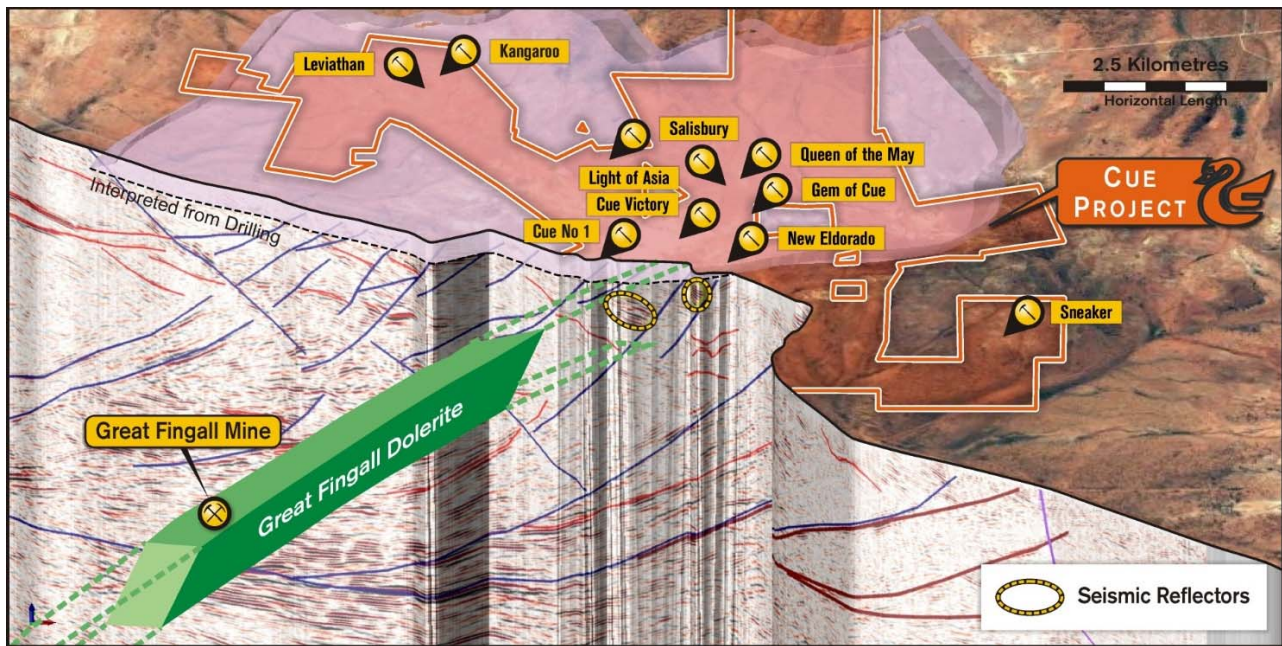 Leviathan
Kangaroo
2.5 Kilometres
Horizontal Length
Salisbury
Queen of the May
Light of Asia
Gem of Cue
CUE
PROJECT
Cue Victory
Cue No 1
New Eldorado
Interpreted from Drilling
Sneaker
Great Fingall Mine
Great Fingall Dolerite
Seismic Reflectors